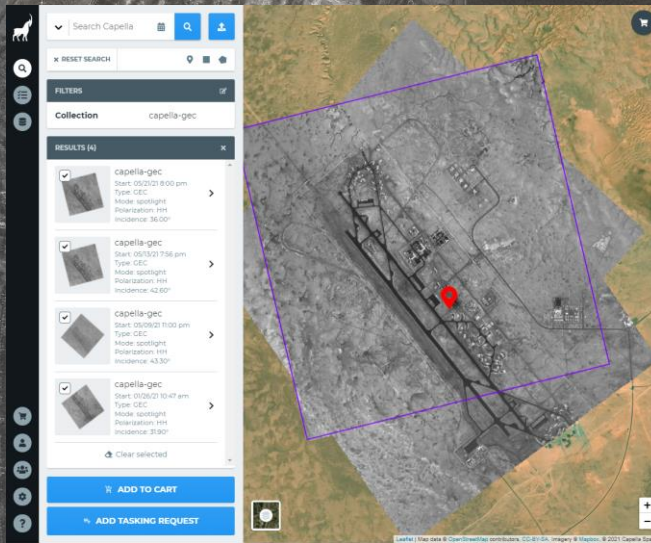 Search Capella
× RESET SEARCH
FILTERS
Collection capella-gec
RESULTS (4) ×
capella-gec
Start: 05/21/21 8:00 pm
Type: GEC
Mode: spotlight
Polarization: HH
Incidence: 36.00°
capella-gec
Start: 05/13/21 7:56 pm
Type: GEC
Mode: spotlight
Polarization: HH
Incidence: 42.60°
capella-gec
Start: 05/09/21 11:00 pm
Type: GEC
Mode: spotlight
Polarization: HH
Incidence: 43.30°
capella-gec
Start: 01/26/21 10:47 am
Type: GEC
Mode: spotlight
Polarization: HH
Incidence: 31.90°
Clear selected
ADD TO CART
ADD TASKING REQUEST
?
+
−
Leaflet | Map data © OpenStreetMap contributors, CC-BY-SA, Imagery © Mapbox, © 2021 Capella Spa